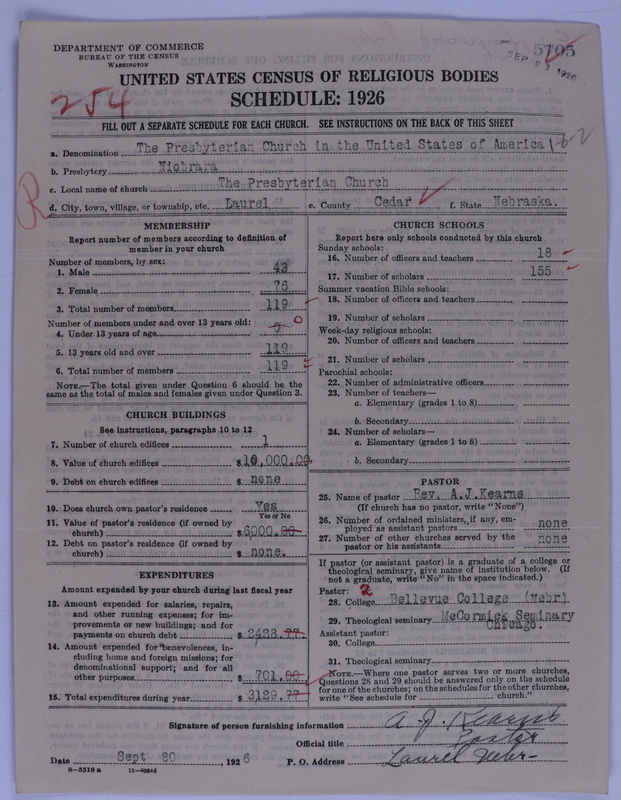 DEPARTMENT OF COMMERCE
BUREAU OF THE CENSUS
WASHINGTON
5705
SEP 23 1926
UNITED STATES CENSUS OF RELIGIOUS BODIES
SCHEDULE: 1926
254
FILL OUT A SEPARATE SCHEDULE FOR EACH CHURCH. SEE INSTRUCTIONS ON THE BACK OF THIS SHEET
a. Denomination The Presbyterian Church in the United States of America
b. Presbytery Niobrara
c. Local name of church The Presbyterian Church
R
d. City, town, village, or township, etc. Laurel e. County Cedar f. State Nebraska.
MEMBERSHIP
Report number of members according to definition of
member in your church
Number of members, by sex:
1. Male 43
2. Female 76
3. Total number of members 119
Number of members under and over 13 years old:
4. Under 13 years of age 0 0
5. 13 years old and over 119
6. Total number of members 119
NOTE.—The total given under Question 6 should be
same as the total of males and females given under Question 3.
CHURCH BUILDINGS
See instructions, paragraphs 10 to 12
7. Number of church edifices 1
8. Value of church edifices $10,000.00
9. Debt on church edifices $ none
10. Does church own pastor's residence Yes
Yes or No
11. Value of pastor's residence (if owned by
church) $6000.00
12. Debt on pastor's residence (if owned by
church) $ none.
EXPENDITURES
Amount expended by your church during last fiscal year
13. Amount expended for salaries, repairs,
and other running expenses; for im-
provements or new buildings; and for
payments on church debt $ 2428.77
14. Amount expended for benevolences, in-
cluding home and foreign missions; for
denominational support; and for all
other purposes $ 701.00
15. Total expenditures during year $ 3129.77
CHURCH SCHOOLS
Report here only schools conducted by this church
Sunday schools:
16. Number of officers and teachers 18
17. Number of scholars 155
Summer vacation Bible schools:
18. Number of officers and teachers
19. Number of scholars
Week-day religious schools:
20. Number of officers and teachers
21. Number of scholars
Parochial schools:
22. Number of administrative officers
23. Number of teachers—
a. Elementary (grades 1 to 8)
b. Secondary
24. Number of scholars—
a. Elementary (grades 1 to 8)
b. Secondary
PASTOR
25. Name of pastor Rev. A.J.Kearns
(If church has no pastor, write "None")
26. Number of ordained ministers, if any, em-
ployed as assistant pastors none
27. Number of other churches served by the
pastor or his assistants none
If pastor (or assistant pastor) is a graduate of a college or
theological seminary, give name of institution below. (If
not a graduate, write "No" in the space indicated.)
Pastor: 2
28. College Bellevue College (Nebr)
29. Theological seminary McCormick Seminary
Chicago.
Assistant pastor:
30. College
31. Theological seminary
NOTE.—Where one pastor serves two or more churches,
Questions 28 and 29 should be answered only on the schedule
for one of the churches; on the schedules for the other churches,
write "See schedule for church."
Signature of person furnishing information A J Kearns
Official title Pastor
Date Sept 20, 1926 P. O. Address Laurel Nebr-
8-5518a 11-9034d